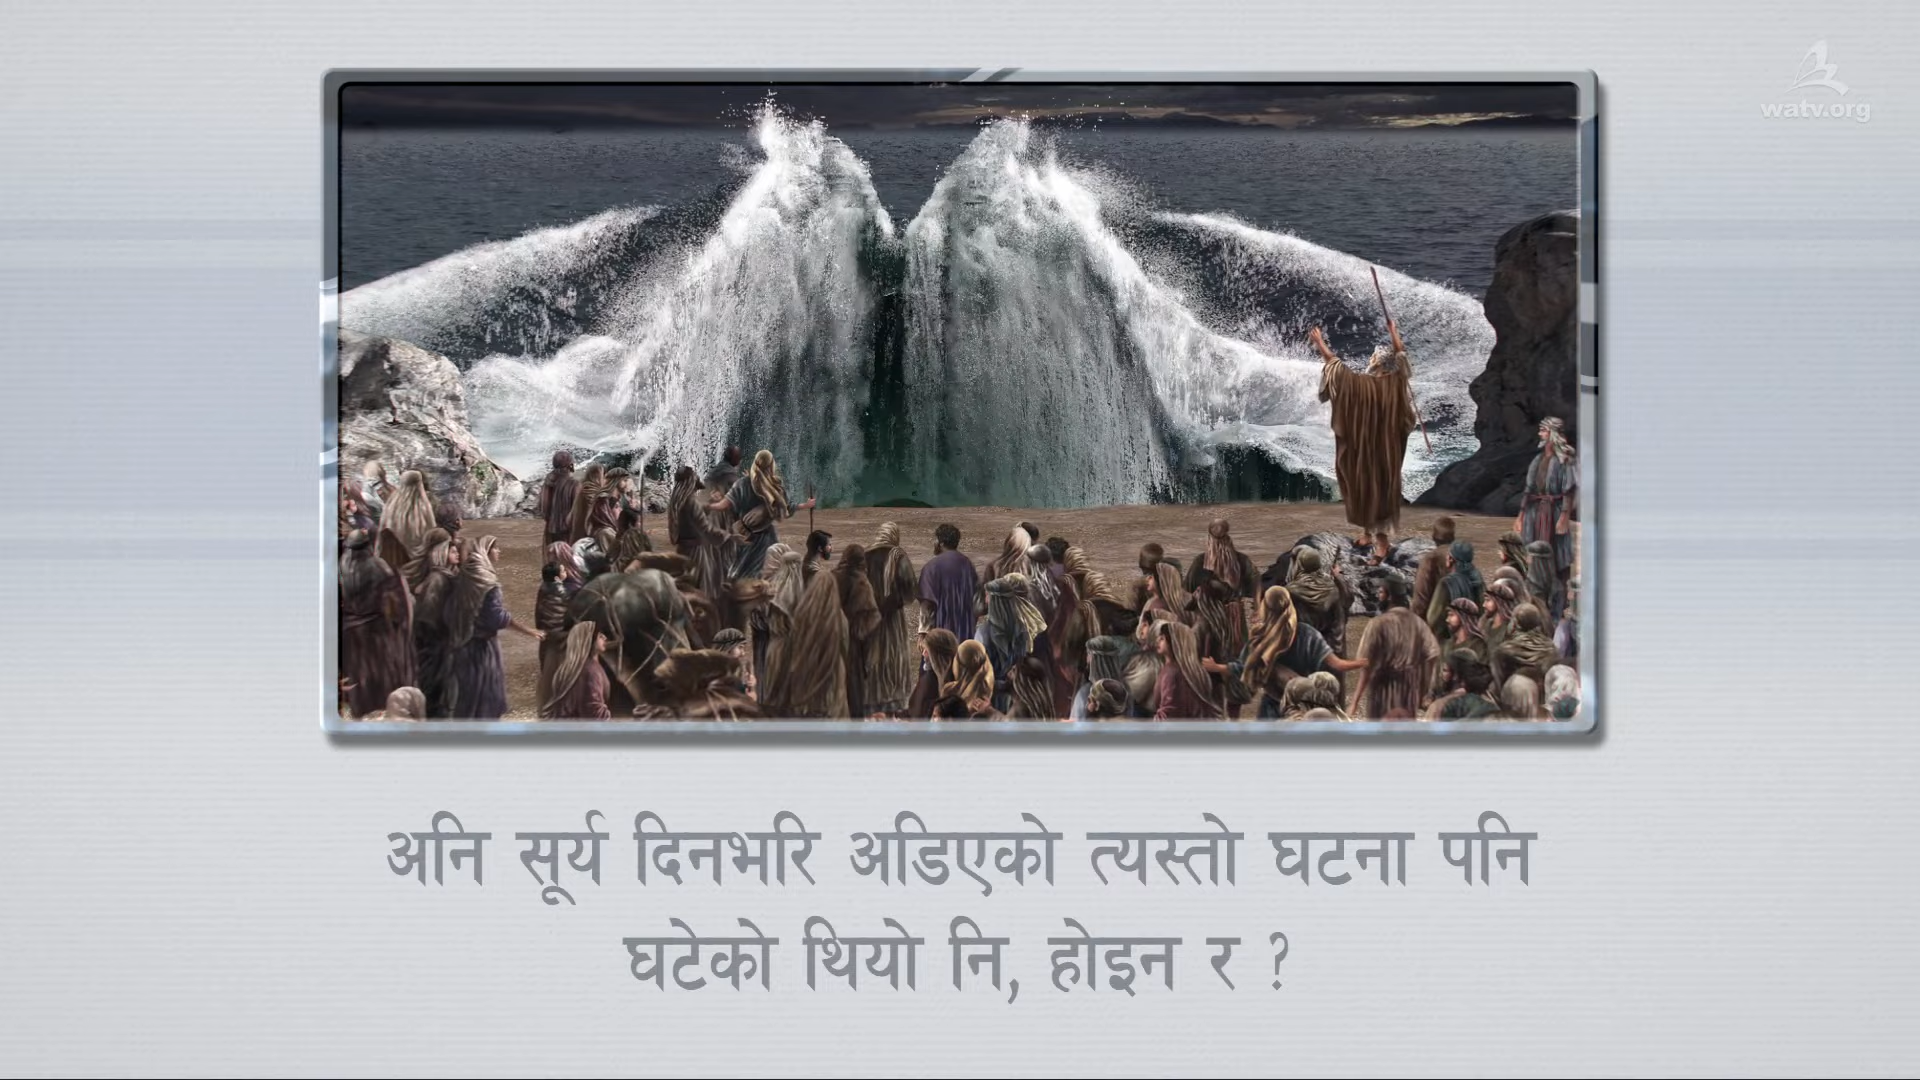 watv.org
अनि सूर्य दिनभरि अडिएको त्यस्तो घटना पनि
घटेको थियो नि, होइन र ?